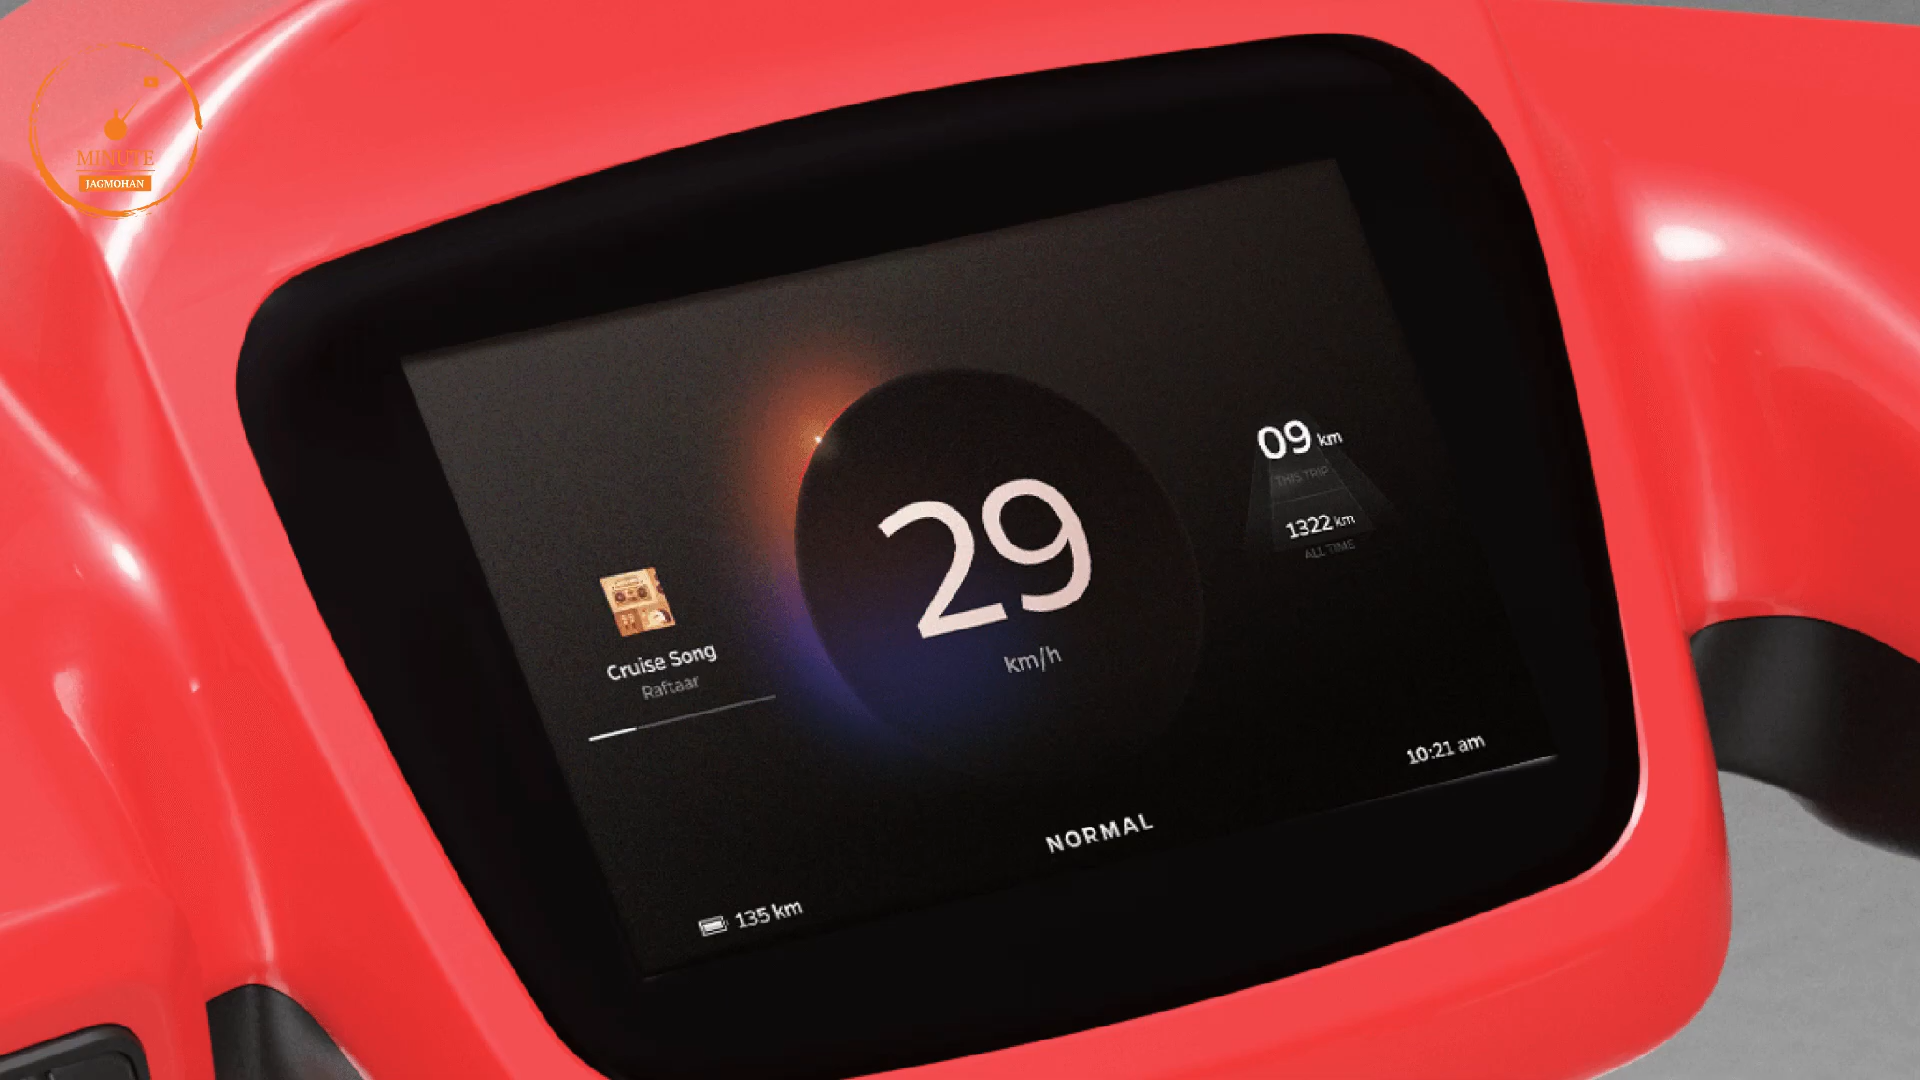 MINUTE
JAGMOHAN
29
km/h
09 km
THIS TRIP
1322 km
ALL TIME
Cruise Song
Raftaar
10:21 am
NORMAL
135 km